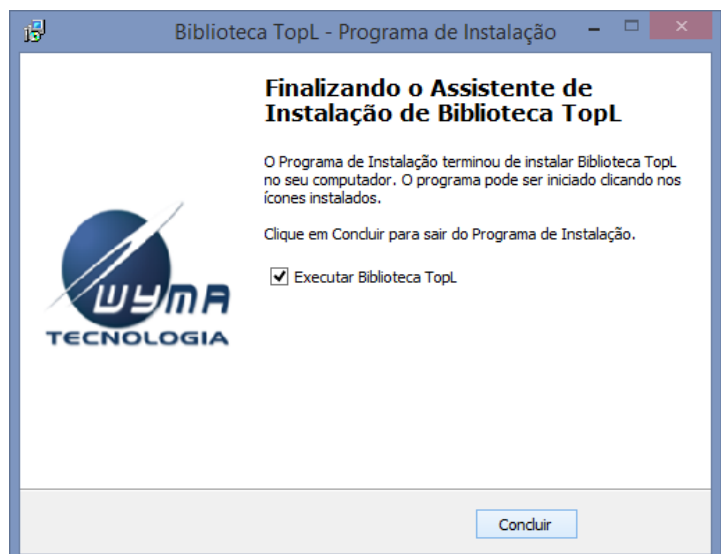 Biblioteca TopL - Programa de Instalação
Finalizando o Assistente de
Instalação de Biblioteca TopL
O Programa de Instalação terminou de instalar Biblioteca TopL
no seu computador. O programa pode ser iniciado clicando nos
ícones instalados.
Clique em Concluir para sair do Programa de Instalação.
Executar Biblioteca TopL
WYMA
TECNOLOGIA
Concluir